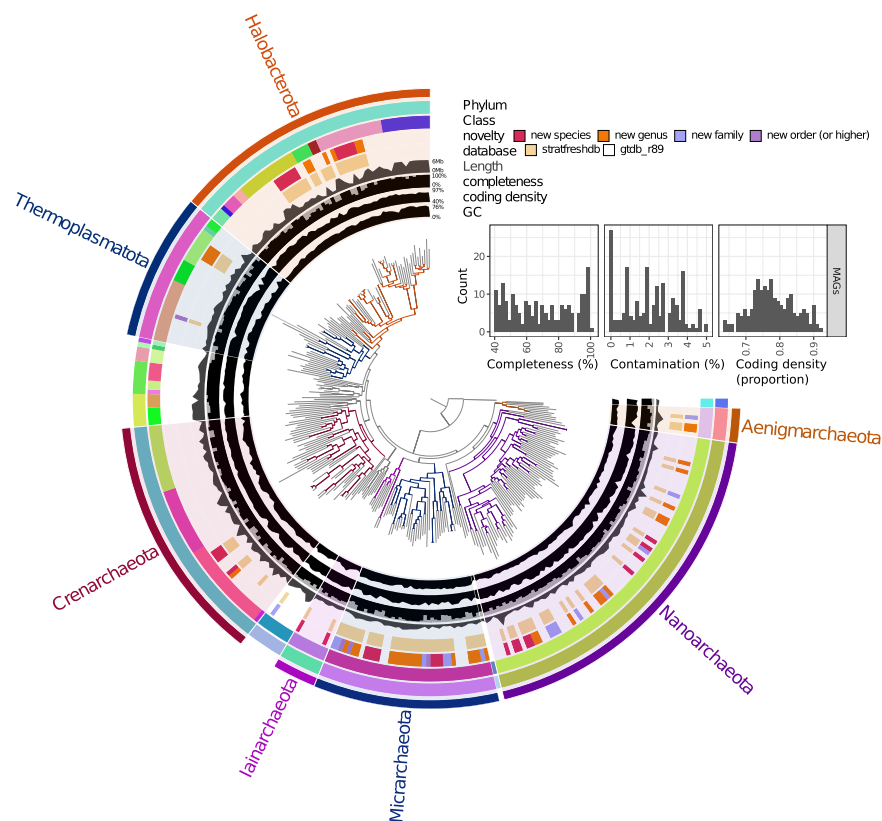 Halobacterota
Thermoplasmatota
Crenarchaeota
Iainarchaeota
Micrarchaeota
Nanoarchaeota
Aenigmarchaeota
Phylum
Class
novelty new species new genus new family new order (or higher)
database stratfreshdb gtdb_r89
Length
completeness
coding density
GC
6Mb
0Mb
100%
0%
97%
40%
76%
0%
Count
20
10
0
40
60
80
100
Completeness (%)
0
1
2
3
4
5
Contamination (%)
0.7
0.8
0.9
Coding density
(proportion)
MAGs